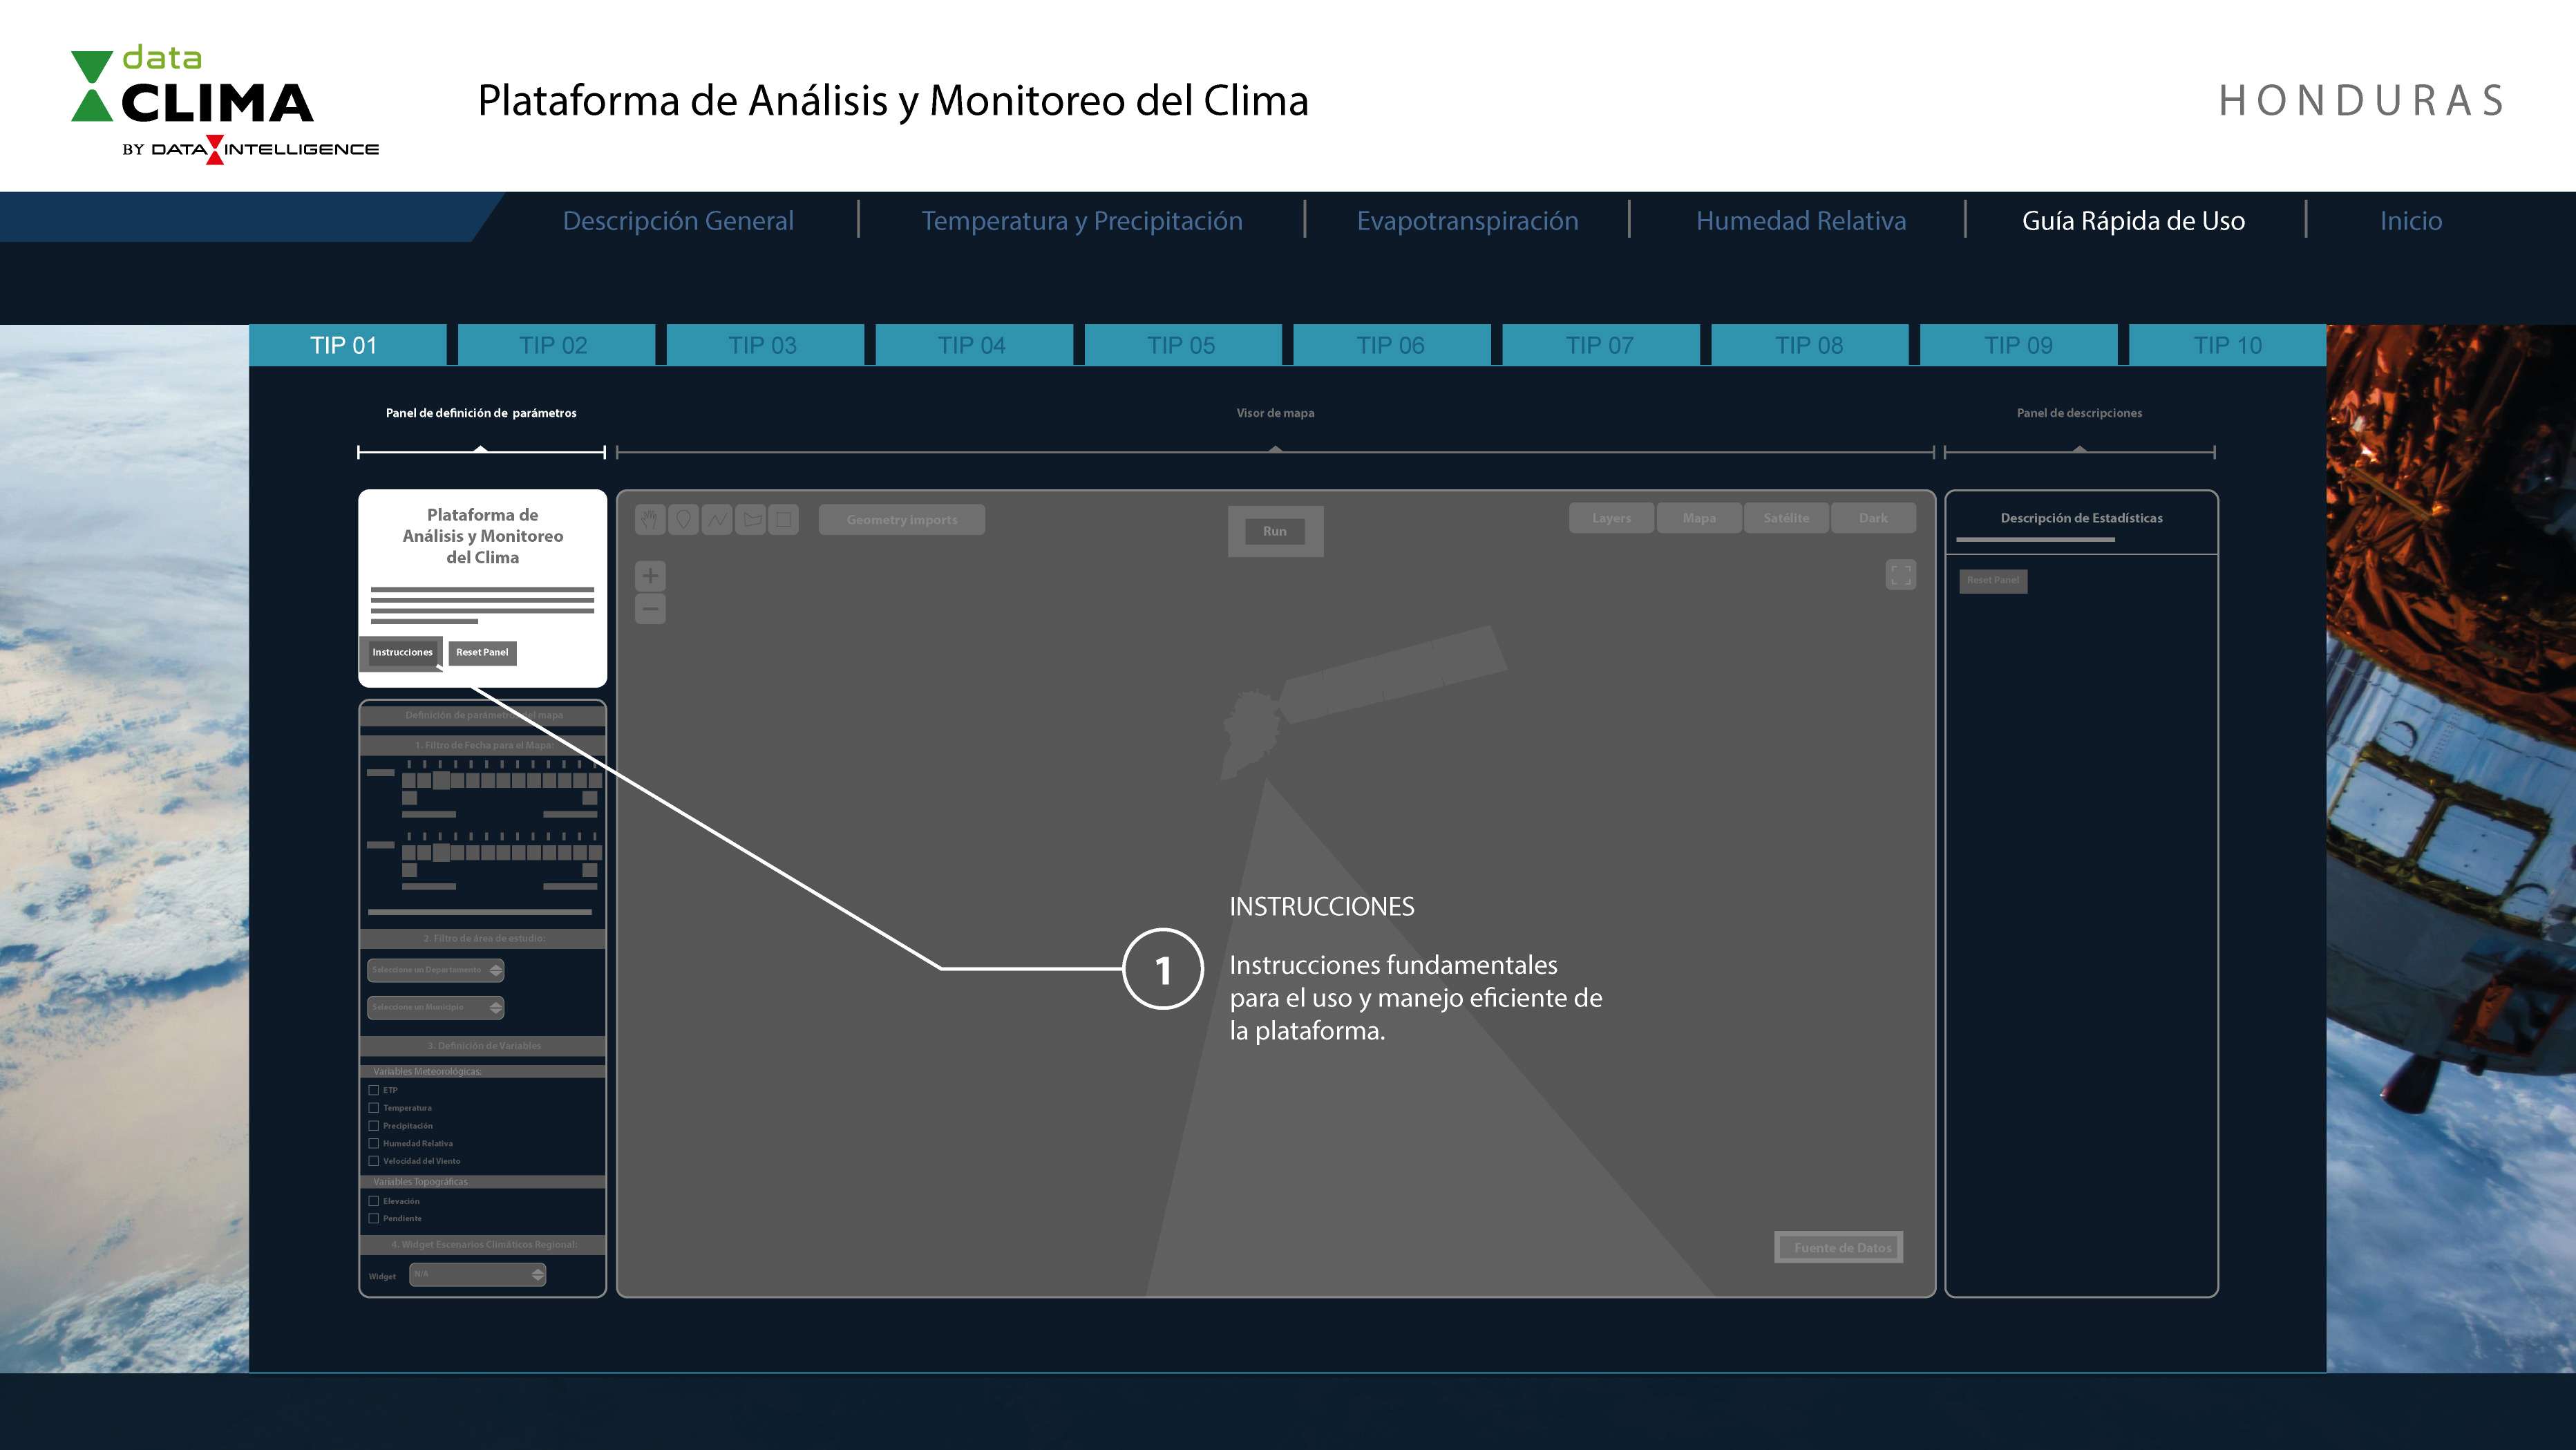 data
CLIMA
BY DATA INTELLIGENCE
Plataforma de Análisis y Monitoreo del Clima
HONDURAS
Descripción General
Temperatura y Precipitación
Evapotranspiración
Humedad Relativa
Guía Rápida de Uso
Inicio
TIP 01
TIP 02
TIP 03
TIP 04
TIP 05
TIP 06
TIP 07
TIP 08
TIP 09
TIP 10
Panel de definición de parámetros
Visor de mapa
Panel de descripciones
Plataforma de
Análisis y Monitoreo
del Clima
Instrucciones
Reset Panel
Definición de parámetros del mapa
1. Filtro de Fecha para el Mapa:
2. Filtro de área de estudio:
Seleccione un Departamento
Seleccione un Municipio
3. Definición de Variables
Variables Meteorológicas:
ETP
Temperatura
Precipitación
Humedad Relativa
Velocidad del Viento
Variables Topográficas
Elevación
Pendiente
4. Widget Escenarios Climáticos Regional:
Widget
N/A
Geometry imports
Run
Layers
Mapa
Satélite
Dark
+
−
1
INSTRUCCIONES
Instrucciones fundamentales
para el uso y manejo eficiente de
la plataforma.
Fuente de Datos
Descripción de Estadísticas
Reset Panel